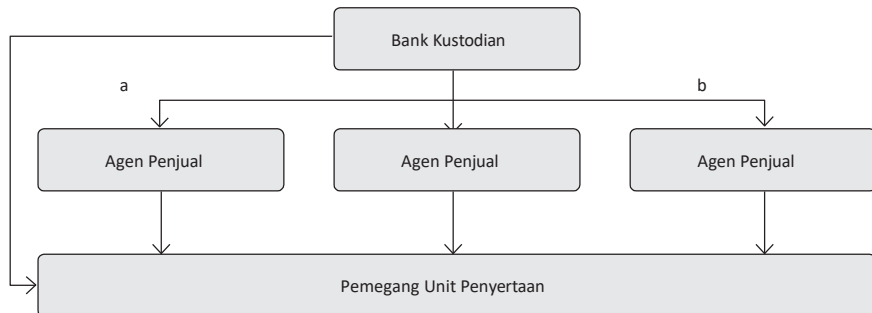 Bank Kustodian
a
b
Agen Penjual
Agen Penjual
Agen Penjual
Pemegang Unit Penyertaan